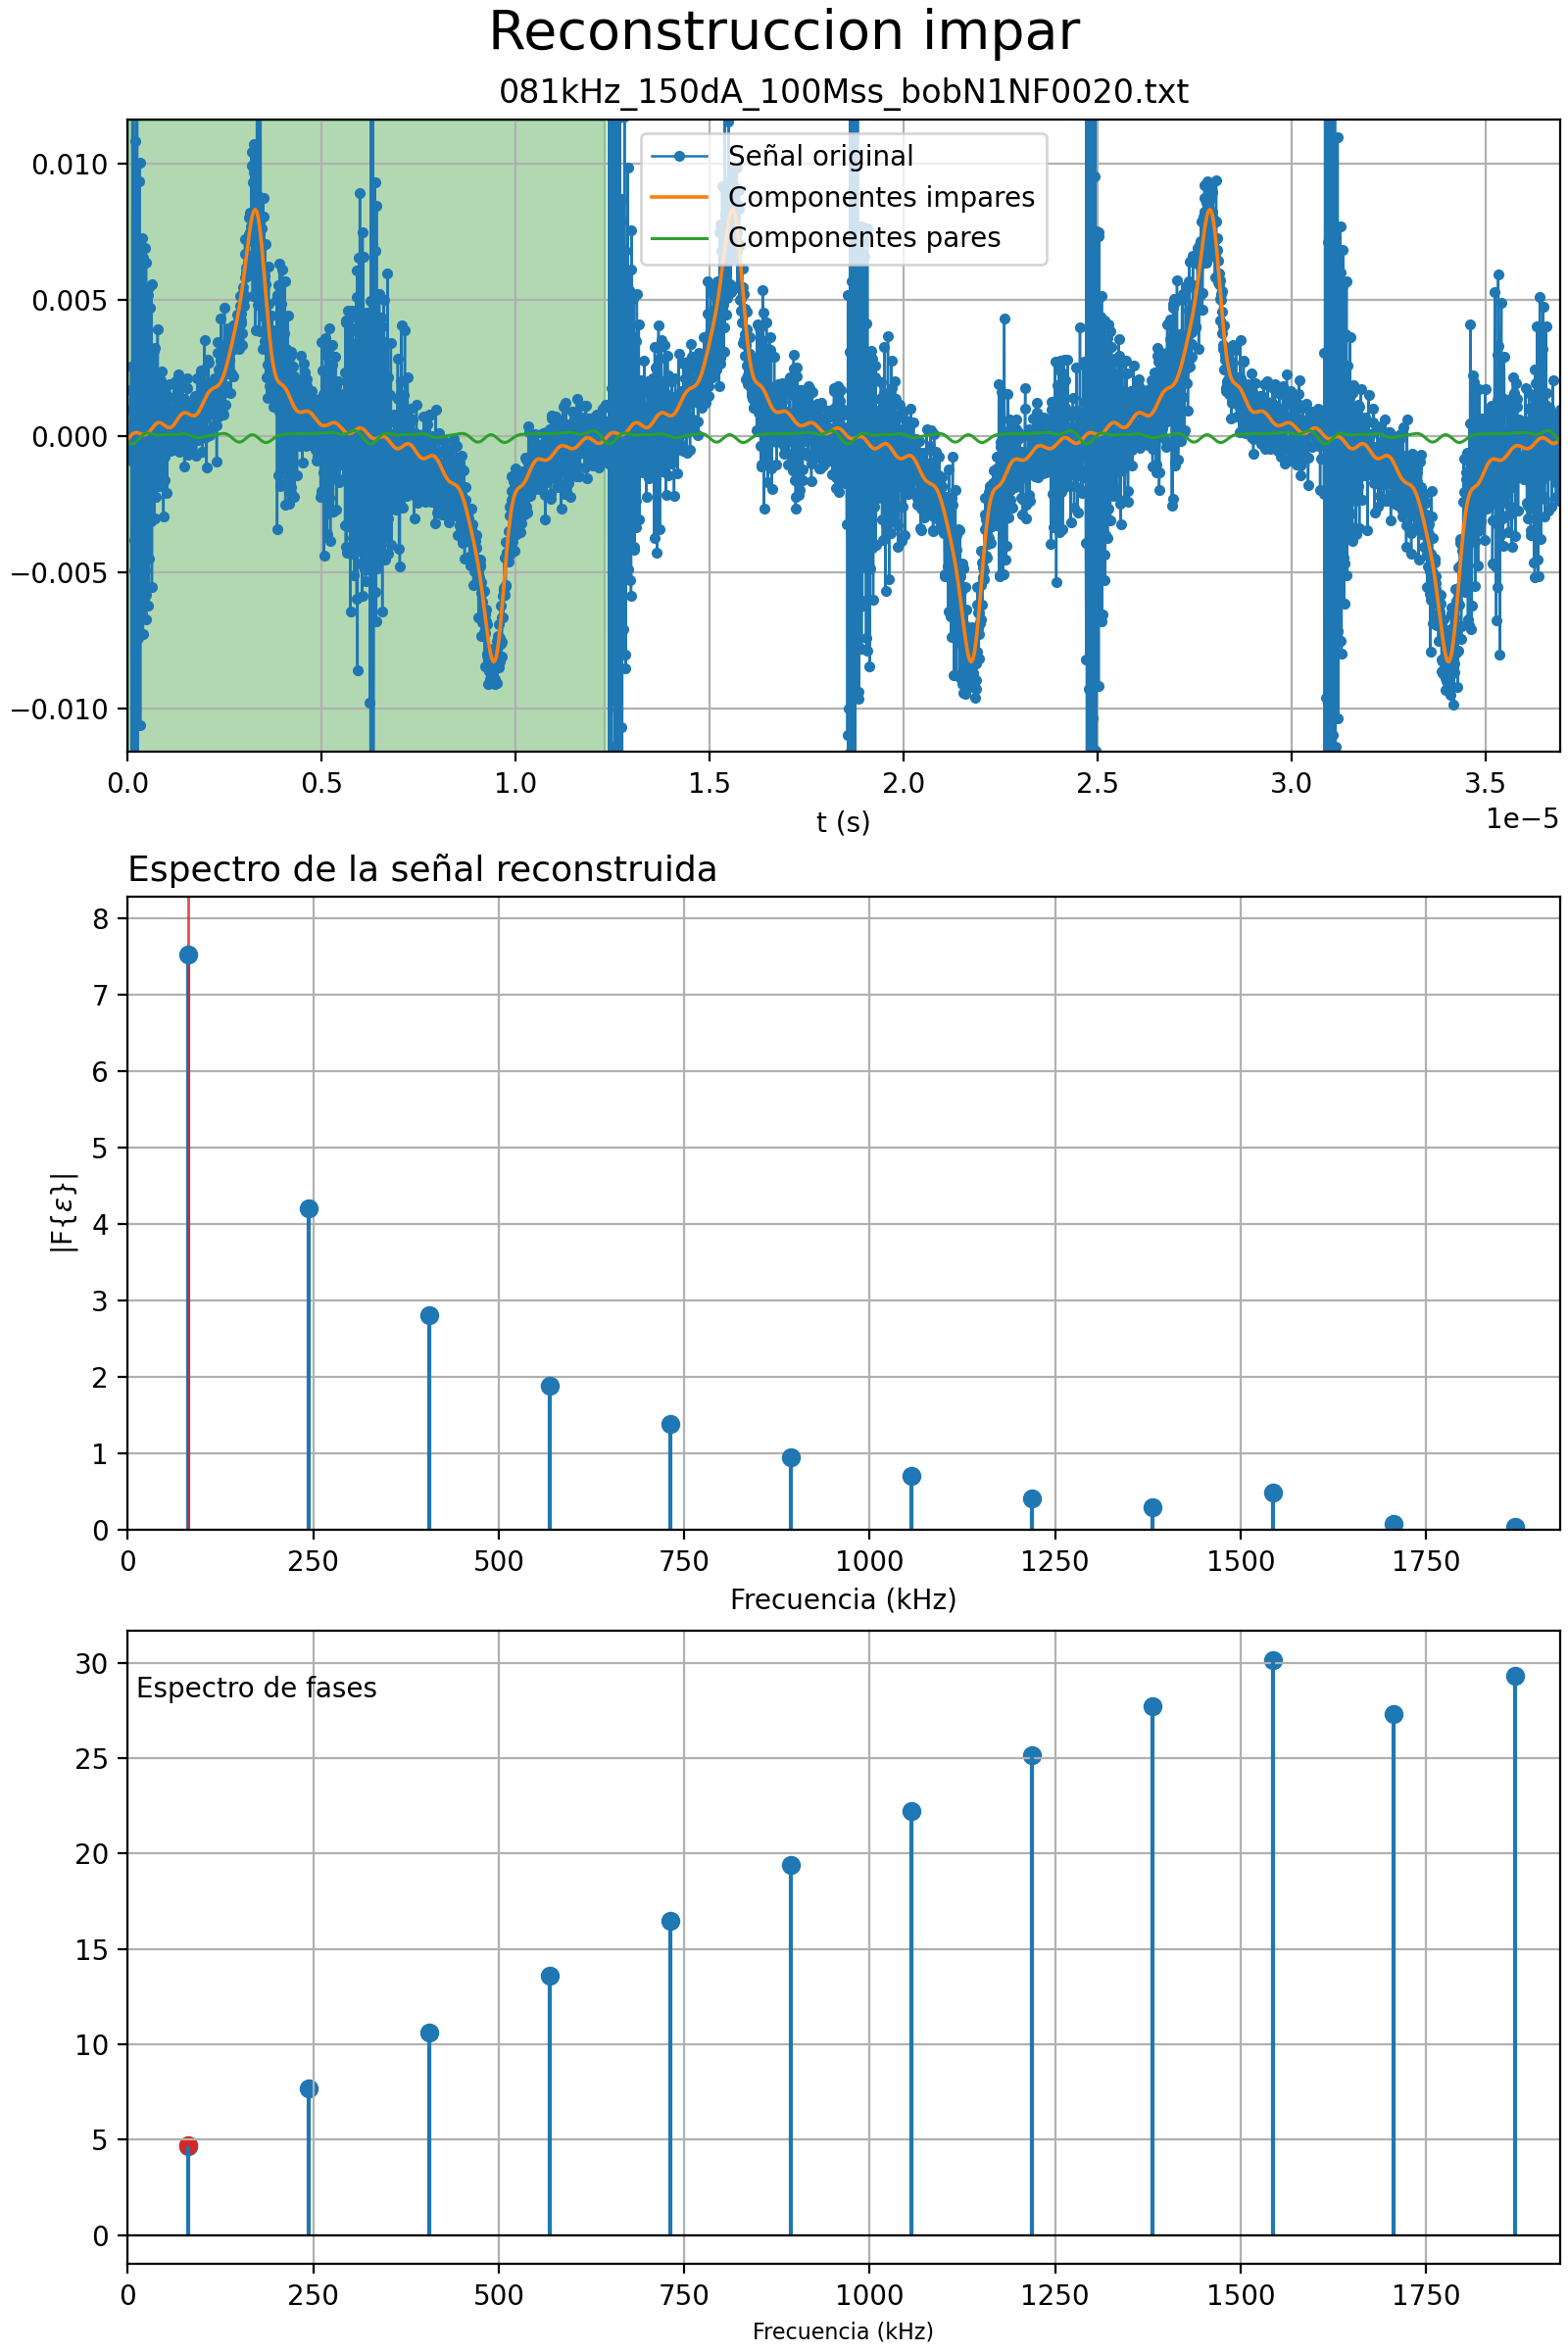 Reconstruccion impar
081kHz_150dA_100Mss_bobN1NF0020.txt
0.010
0.005
0.000
−0.005
−0.010
Señal original
Componentes impares
Componentes pares
0.0 0.5 1.0 1.5 2.0 2.5 3.0 3.5
t (s)
1e−5
Espectro de la señal reconstruida
8
7
6
5
4
3
2
1
0
|F{ε}|
0 250 500 750 1000 1250 1500 1750
Frecuencia (kHz)
30
25
20
15
10
5
0
Espectro de fases
0 250 500 750 1000 1250 1500 1750
Frecuencia (kHz)